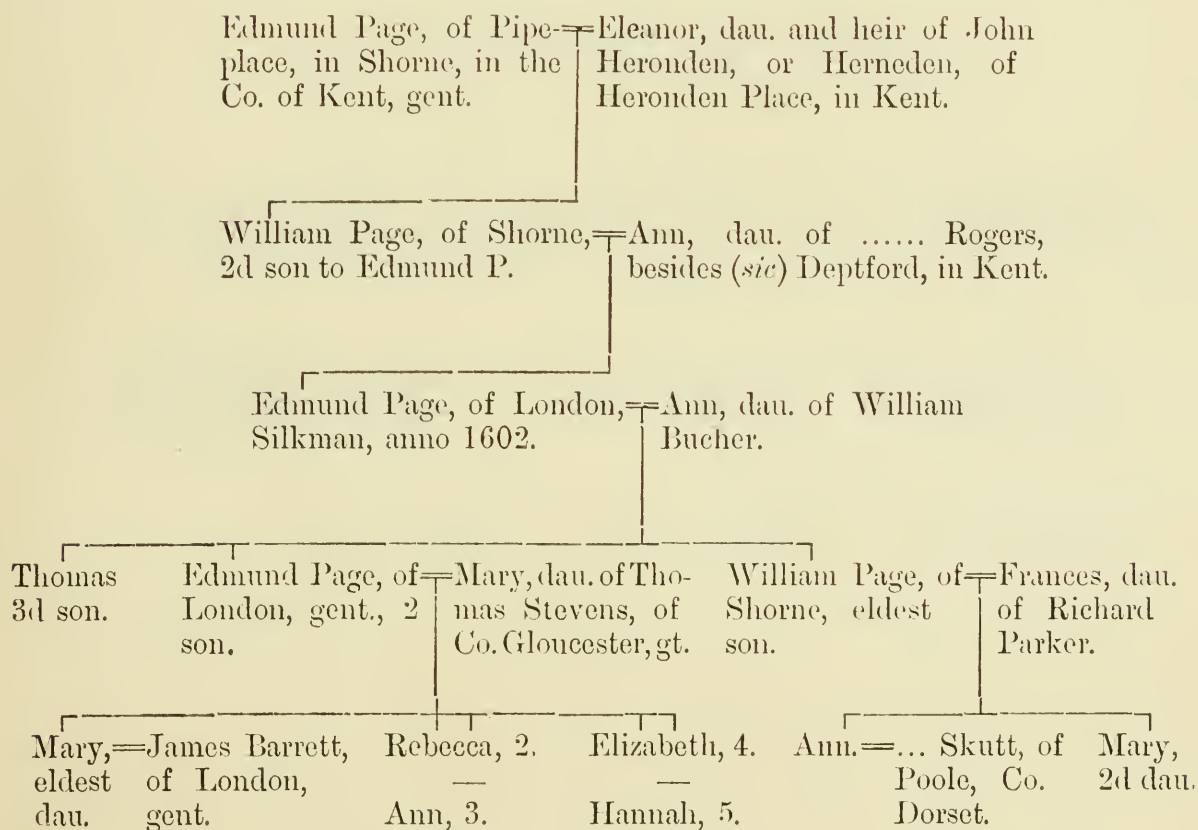 Edmund Page, of Pipe-
place, in Shorne, in the
Co. of Kent, gent.
Eleanor, dau. and heir of John
Heronden, or Herneden, of
Heronden Place, in Kent.
William Page, of Shorne,
2d son to Edmund P.
Ann, dau. of ...... Rogers,
besides (sic) Deptford, in Kent.
Edmund Page, of London,
Silkman, anno 1602.
Ann, dau. of William
Bucher.
Thomas
3d son.
Edmund Page, of
London, gent., 2
son.
Mary, dau. of Tho-
mas Stevens, of
Co. Gloucester, gt.
William Page, of
Shorne, eldest
son.
Frances, dau.
of Richard
Parker.
Mary,
eldest
dau.
James Barrett,
of London,
gent.
Rebecca, 2.
—
Ann, 3.
Elizabeth, 4.
—
Hannah, 5.
Ann.
... Skutt, of
Poole, Co.
Dorset.
Mary,
2d dau.